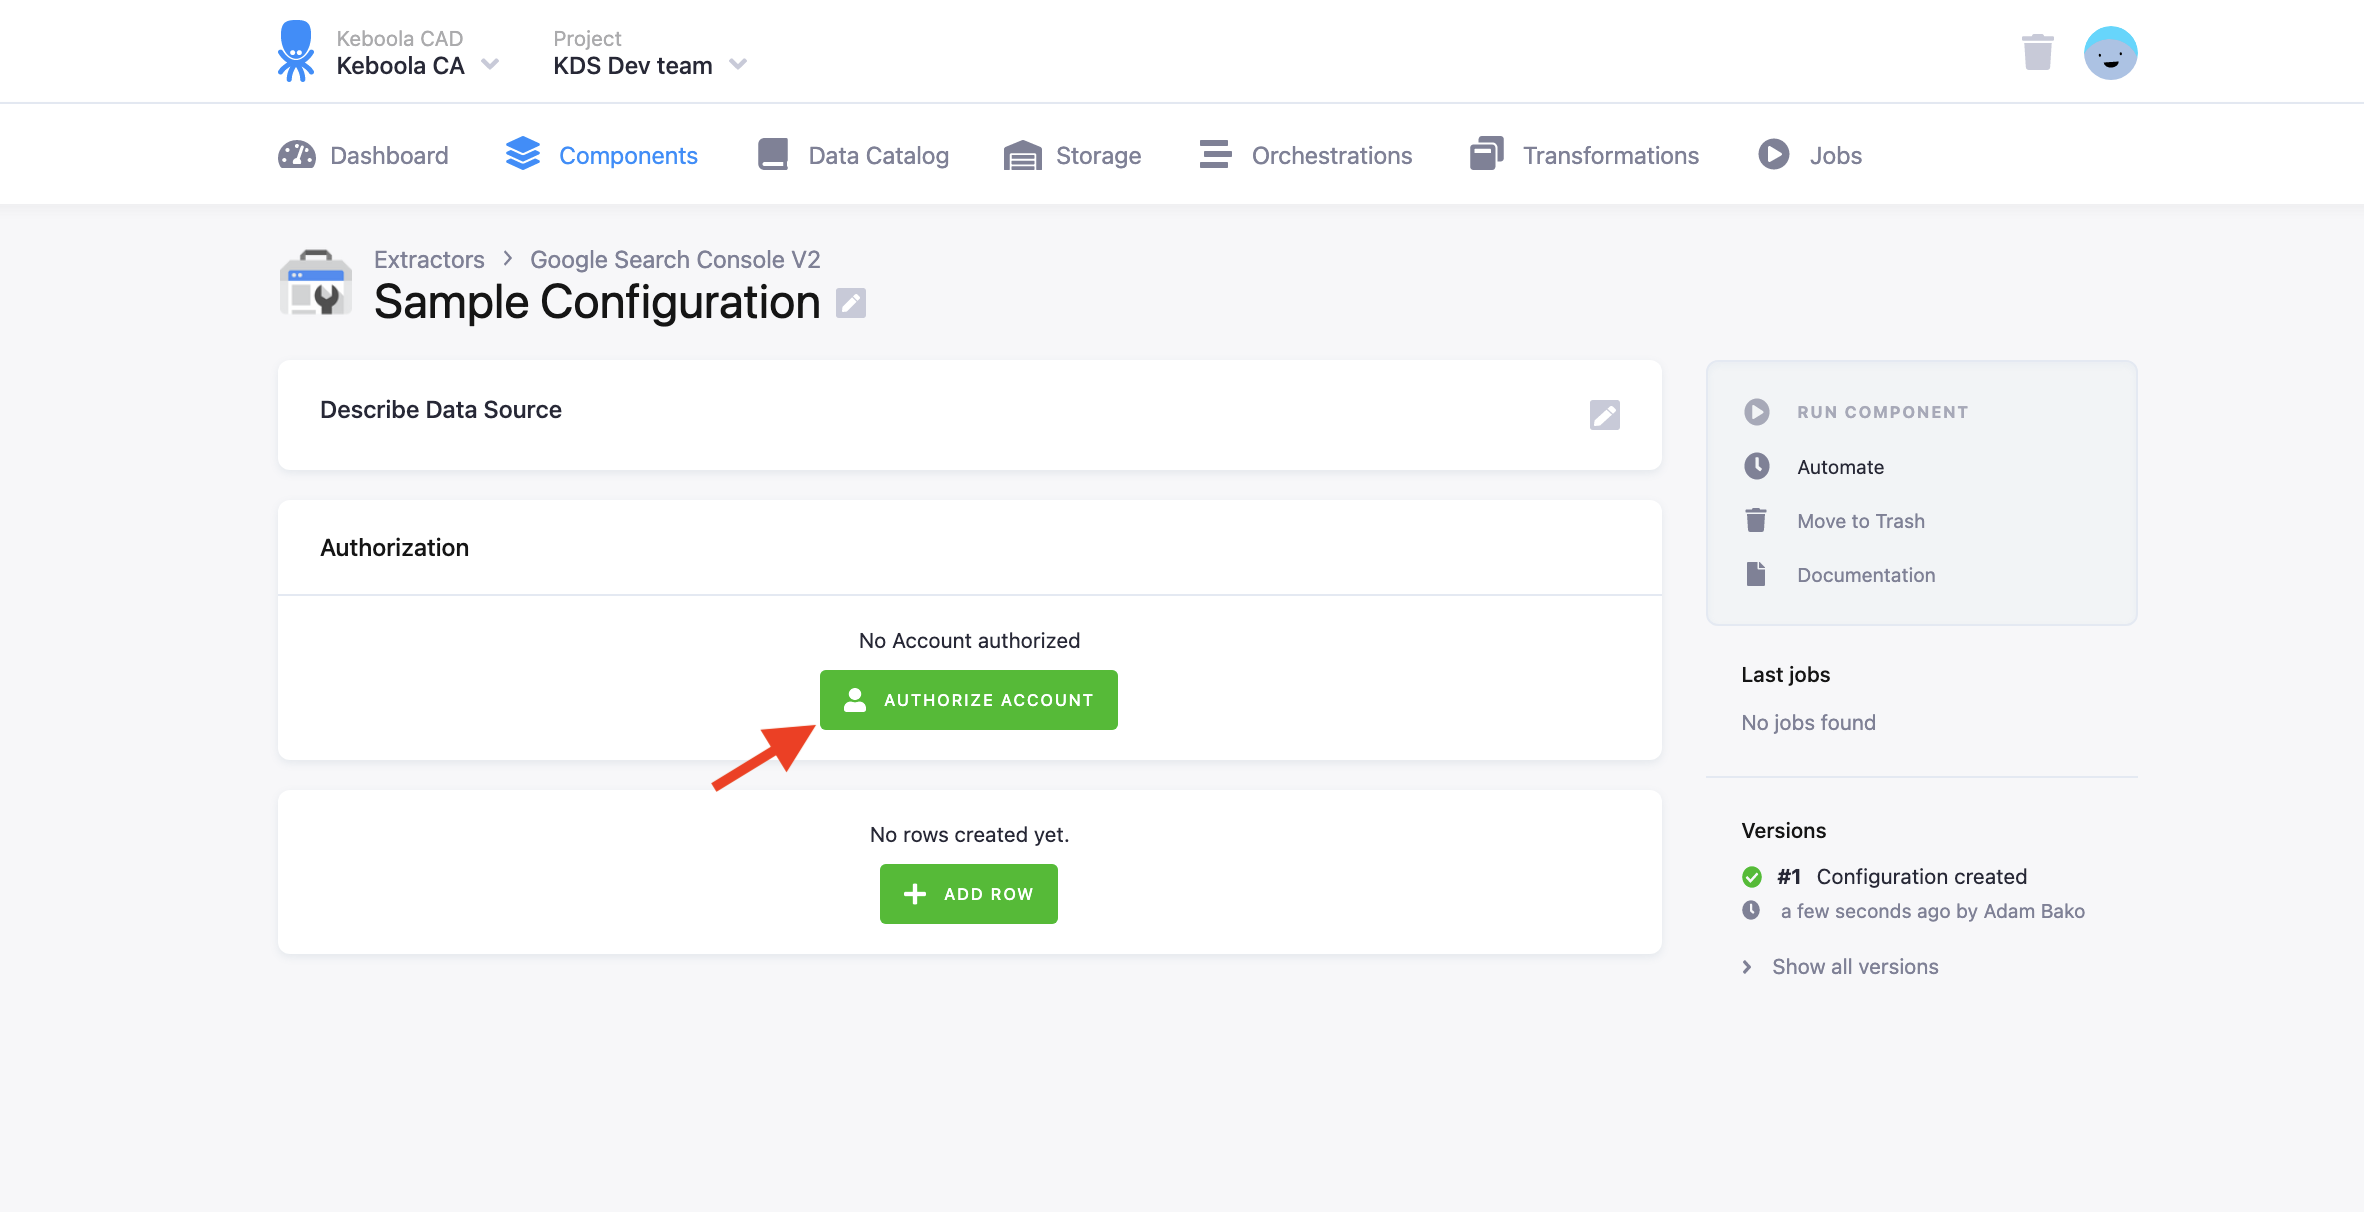 Keboola CAD
Keboola CA
Project
KDS Dev team
Dashboard
Components
Data Catalog
Storage
Orchestrations
Transformations
Jobs
Extractors > Google Search Console V2
Sample Configuration
Describe Data Source
Authorization
No Account authorized
AUTHORIZE ACCOUNT
No rows created yet.
ADD ROW
RUN COMPONENT
Automate
Move to Trash
Documentation
Last jobs
No jobs found
Versions
#1 Configuration created
a few seconds ago by Adam Bako
Show all versions